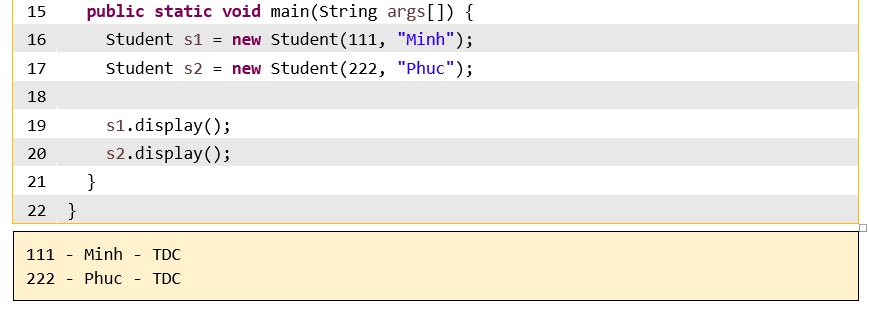 15 public static void main(String args[]) {
16 Student s1 = new Student(111, "Minh");
17 Student s2 = new Student(222, "Phuc");
18
19 s1.display();
20 s2.display();
21 }
22 }
111 - Minh - TDC
222 - Phuc - TDC